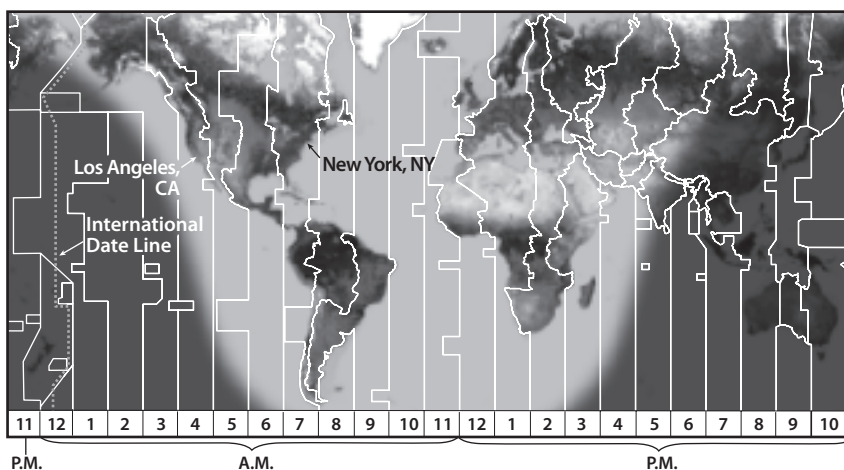 Los Angeles,
CA
New York, NY
International
Date Line
11 12 1 2 3 4 5 6 7 8 9 10 11 12 1 2 3 4 5 6 7 8 9 10
P.M. A.M. P.M.